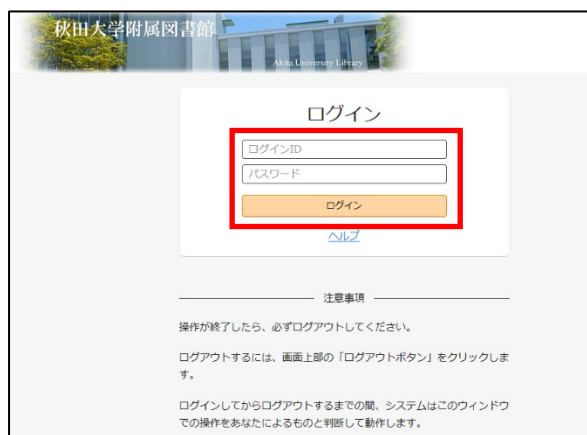 秋田大学附属図書館
Akita University Library
ログイン
ログインID
パスワード
ログイン
ヘルプ
注意事項
操作が終了したら、必ずログアウトしてください。
ログアウトするには、画面上部の「ログアウトボタン」をクリックしま
す。
ログインしてからログアウトするまでの間、システムはこのウィンドウ
での操作をあなたによるものと判断して動作します。